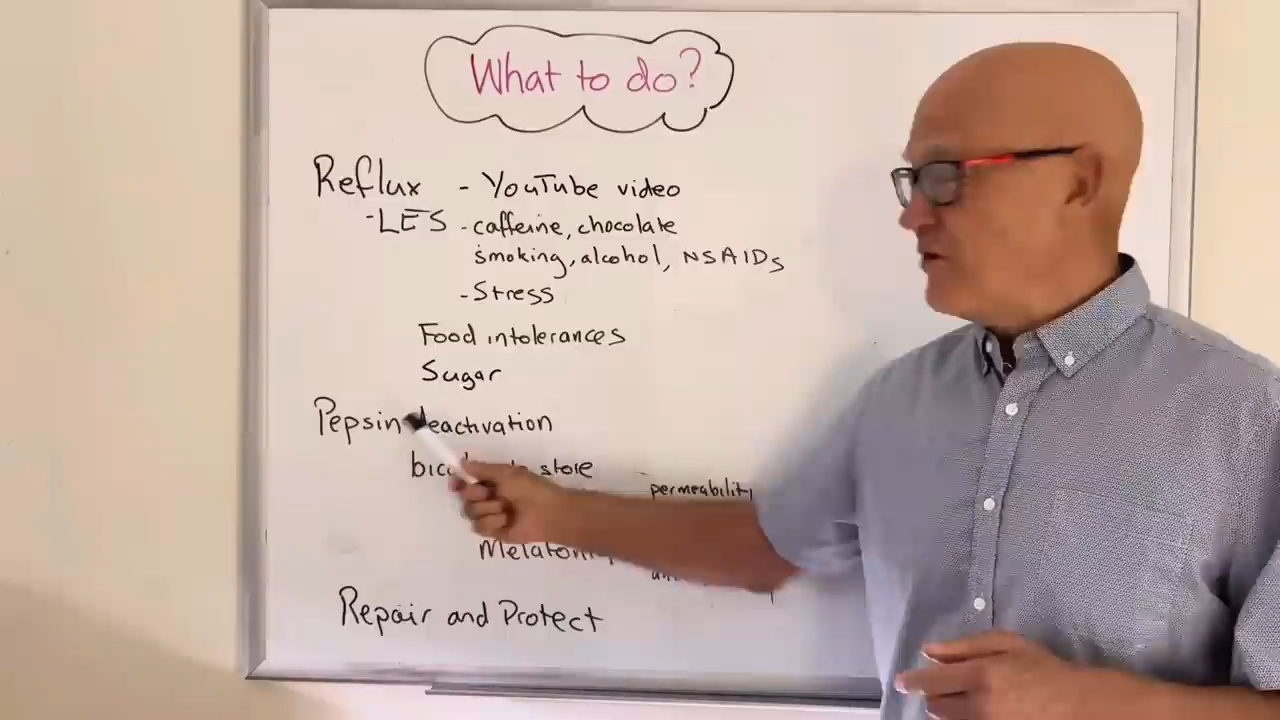 What to do?
Reflux - YouTube video
-LES - caffeine, chocolate
smoking, alcohol, NSAIDs
- Stress
Food intolerances
Sugar
Pepsin deactivation
store
permeability
Repair and Protect